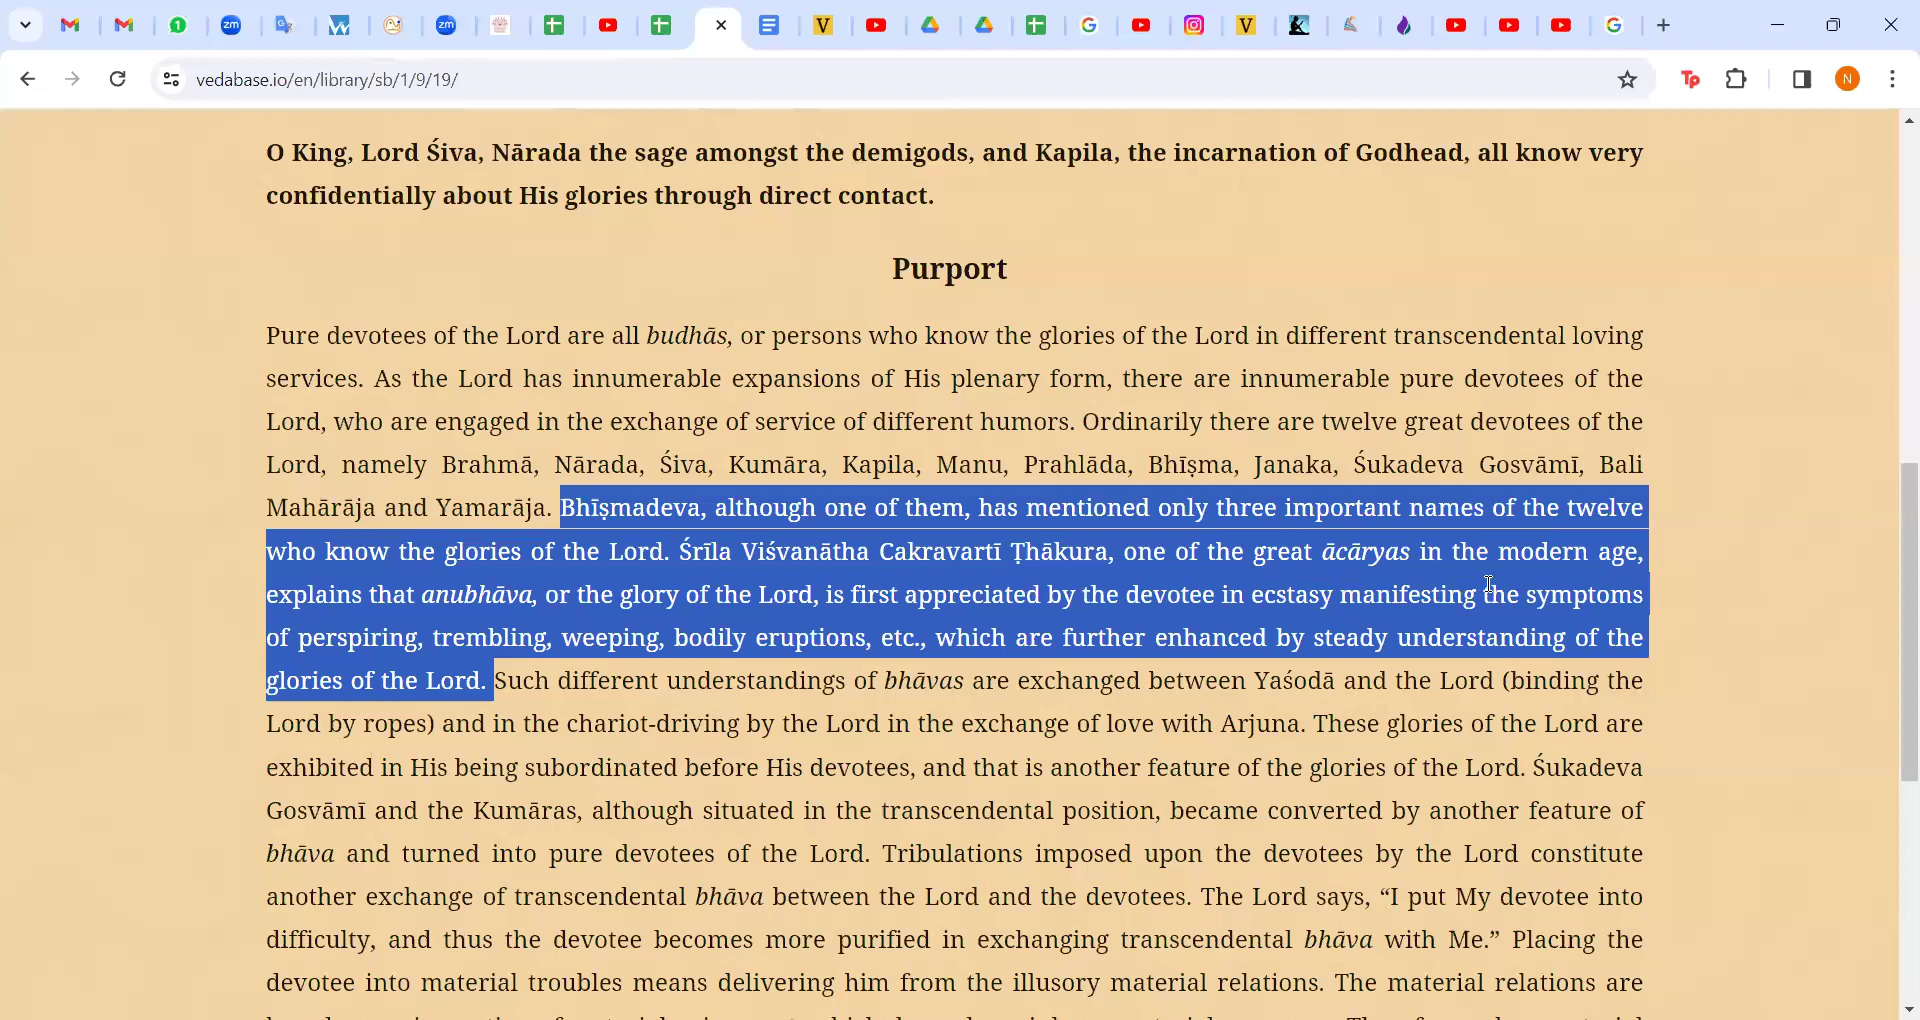 vedabase.io/en/library/sb/1/9/19/
O King, Lord Śiva, Nārada the sage amongst the demigods, and Kapila, the incarnation of Godhead, all know very
confidentially about His glories through direct contact.
Purport
Pure devotees of the Lord are all budhās, or persons who know the glories of the Lord in different transcendental loving
services. As the Lord has innumerable expansions of His plenary form, there are innumerable pure devotees of the
Lord, who are engaged in the exchange of service of different humors. Ordinarily there are twelve great devotees of the
Lord, namely Brahmā, Nārada, Śiva, Kumāra, Kapila, Manu, Prahlāda, Bhīṣma, Janaka, Śukadeva Gosvāmī, Bali
Mahārāja and Yamarāja. Bhīṣmadeva, although one of them, has mentioned only three important names of the twelve
who know the glories of the Lord. Śrīla Viśvanātha Cakravartī Ṭhākura, one of the great ācāryas in the modern age,
explains that anubhāva, or the glory of the Lord, is first appreciated by the devotee in ecstasy manifesting the symptoms
of perspiring, trembling, weeping, bodily eruptions, etc., which are further enhanced by steady understanding of the
glories of the Lord. Such different understandings of bhāvas are exchanged between Yaśodā and the Lord (binding the
Lord by ropes) and in the chariot-driving by the Lord in the exchange of love with Arjuna. These glories of the Lord are
exhibited in His being subordinated before His devotees, and that is another feature of the glories of the Lord. Śukadeva
Gosvāmī and the Kumāras, although situated in the transcendental position, became converted by another feature of
bhāva and turned into pure devotees of the Lord. Tribulations imposed upon the devotees by the Lord constitute
another exchange of transcendental bhāva between the Lord and the devotees. The Lord says, “I put My devotee into
difficulty, and thus the devotee becomes more purified in exchanging transcendental bhāva with Me.” Placing the
devotee into material troubles means delivering him from the illusory material relations. The material relations are